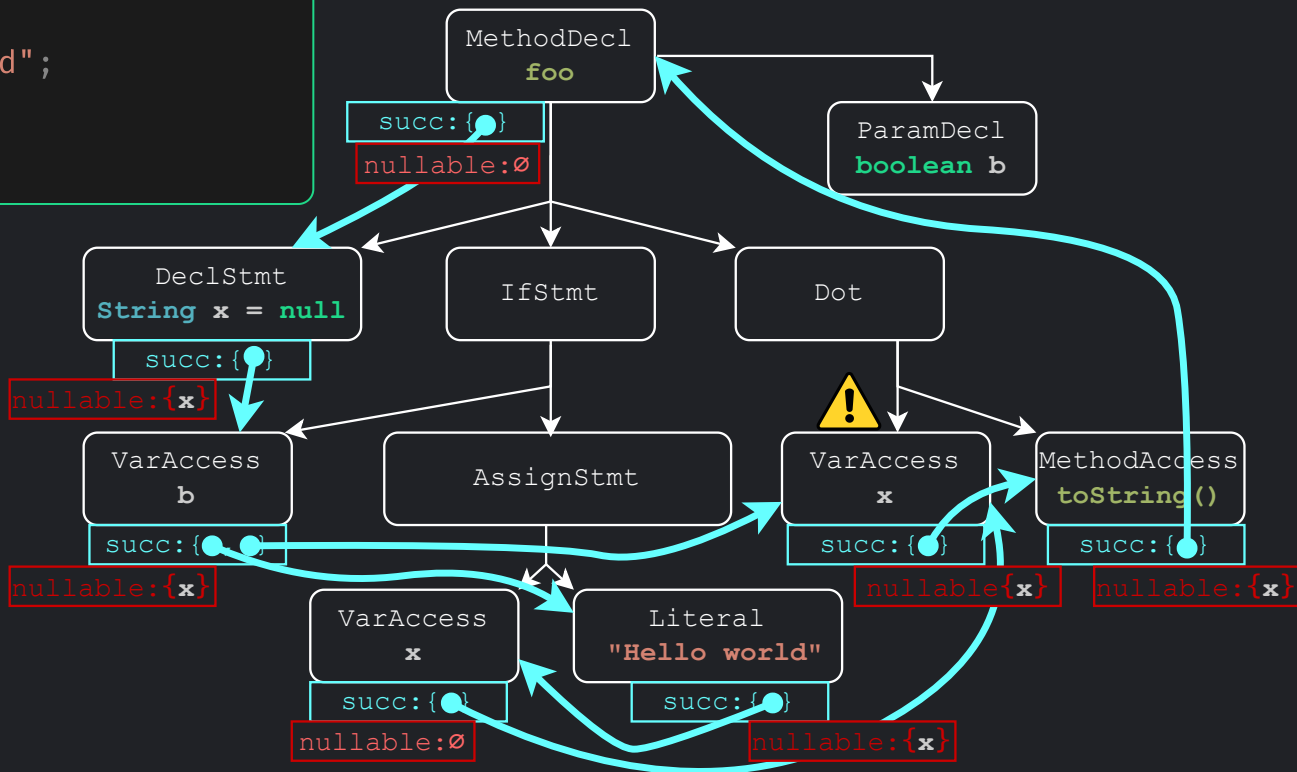 d";
MethodDecl
foo
succ:{ }
nullable:∅
ParamDecl
boolean b
DeclStmt
String x = null
succ:{ }
nullable:{x}
IfStmt
Dot
VarAccess
b
succ:{ , }
nullable:{x}
AssignStmt
VarAccess
x
succ:{ }
nullable{x}
MethodAccess
toString()
succ:{ }
nullable:{x}
VarAccess
x
succ:{ }
nullable:∅
Literal
"Hello world"
succ:{ }
nullable:{x}